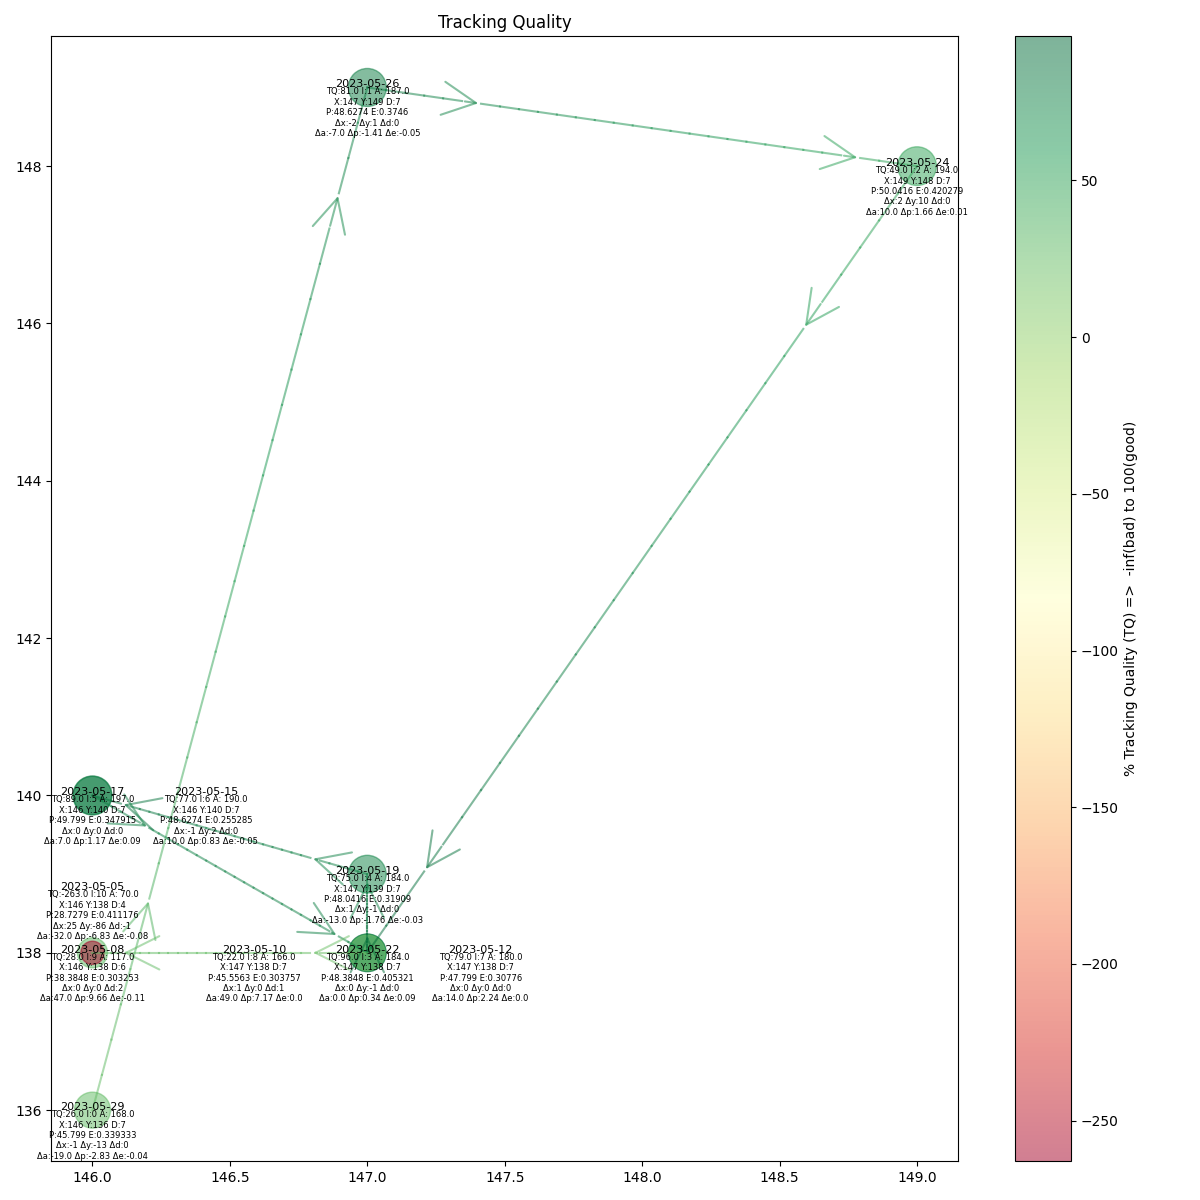 Tracking Quality
2023-05-26
TQ:81.0 I:1 A: 187.0
X:147 Y:149 D:7
P:48.6274 E:0.3746
Δx:-2 Δy:1 Δd:0
Δa:-7.0 Δp:-1.41 Δe:-0.05
2023-05-24
TQ:49.0 I:2 A: 194.0
X:149 Y:148 D:7
P:50.0416 E:0.420279
Δx:2 Δy:10 Δd:0
Δa:10.0 Δp:1.66 Δe:0.01
2023-05-17
TQ:89.0 I:5 A: 197.0
X:146 Y:140 D:7
P:49.799 E:0.347915
Δx:0 Δy:0 Δd:0
Δa:7.0 Δp:1.17 Δe:0.09
2023-05-15
TQ:77.0 I:6 A: 190.0
X:146 Y:140 D:7
P:48.6274 E:0.255285
Δx:-1 Δy:2 Δd:0
Δa:10.0 Δp:0.83 Δe:-0.05
2023-05-19
TQ:75.0 I:4 A: 184.0
X:147 Y:139 D:7
P:48.0416 E:0.31909
Δx:1 Δy:-1 Δd:0
Δa:-13.0 Δp:-1.76 Δe:-0.03
2023-05-05
TQ:-263.0 I:10 A: 70.0
X:146 Y:138 D:4
P:28.7279 E:0.411176
Δx:25 Δy:-86 Δd:-1
Δa:-32.0 Δp:-6.83 Δe:-0.08
2023-05-08
TQ:28.0 I:9 A: 117.0
X:146 Y:138 D:6
P:38.3848 E:0.303253
Δx:0 Δy:0 Δd:2
Δa:47.0 Δp:9.66 Δe:-0.11
2023-05-10
TQ:22.0 I:8 A: 166.0
X:147 Y:138 D:7
P:45.5563 E:0.303757
Δx:1 Δy:0 Δd:1
Δa:49.0 Δp:7.17 Δe:0.0
2023-05-22
TQ:96.0 I:3 A: 184.0
X:147 Y:138 D:7
P:48.3848 E:0.405321
Δx:0 Δy:-1 Δd:0
Δa:0.0 Δp:0.34 Δe:0.09
2023-05-12
TQ:79.0 I:7 A: 180.0
X:147 Y:138 D:7
P:47.799 E:0.30776
Δx:0 Δy:0 Δd:0
Δa:14.0 Δp:2.24 Δe:0.0
2023-05-29
TQ:26.0 I:0 A: 168.0
X:146 Y:136 D:7
P:45.799 E:0.339333
Δx:-1 Δy:-13 Δd:0
Δa:-19.0 Δp:-2.83 Δe:-0.04
148
146
144
142
140
138
136
146.0 146.5 147.0 147.5 148.0 148.5 149.0
50
0
−50
−100
−150
−200
−250
% Tracking Quality (TQ) => -inf(bad) to 100(good)